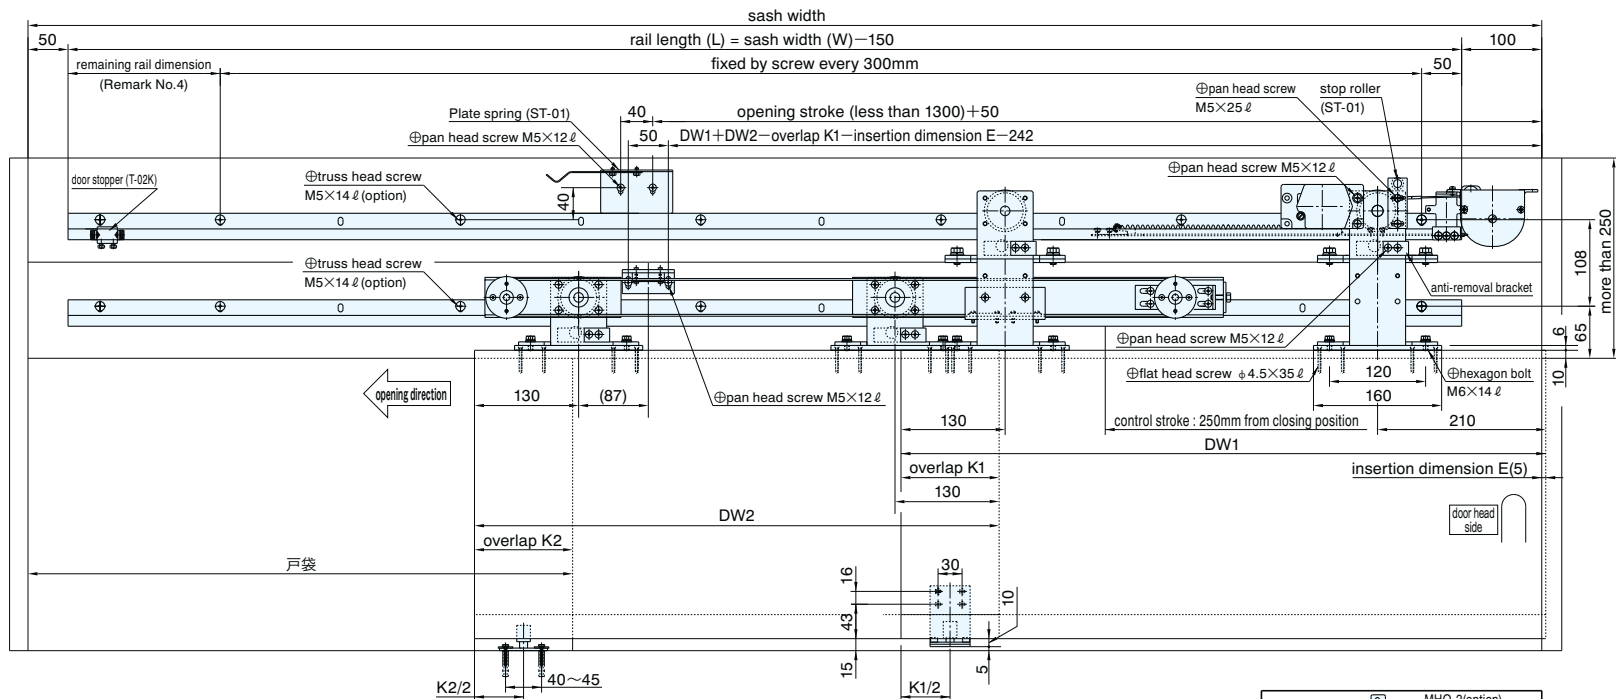 sash width
50
rail length (L) = sash width (W)−150
100
remaining rail dimension
(Remark No.4)
fixed by screw every 300mm
50
⊕pan head screw
M5×25ℓ
stop roller
(ST-01)
Plate spring (ST-01)
40
opening stroke (less than 1300)+50
⊕pan head screw M5×12ℓ
50
DW1+DW2−overlap K1−insertion dimension E−242
door stopper (T-02K)
⊕truss head screw
M5×14ℓ(option)
40
⊕pan head screw M5×12ℓ
more than 250
108
⊕truss head screw
M5×14ℓ(option)
anti-removal bracket
65
6
10
⊕pan head screw M5×12ℓ
⊕flat head screw φ4.5×35ℓ
120
160
⊕hexagon bolt
M6×14ℓ
opening direction
130
(87)
⊕pan head screw M5×12ℓ
130
control stroke : 250mm from closing position
210
DW1
overlap K1
insertion dimension E(5)
130
DW2
door head
side
overlap K2
戸袋
16
30
10
43
15
5
K2/2
40～45
K1/2
MHO-2(option)